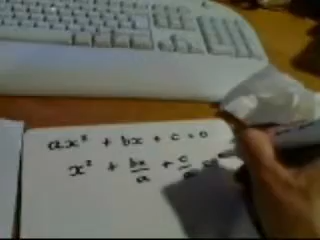 ax² + bx + c = 0
x² + bx/a + c/a =